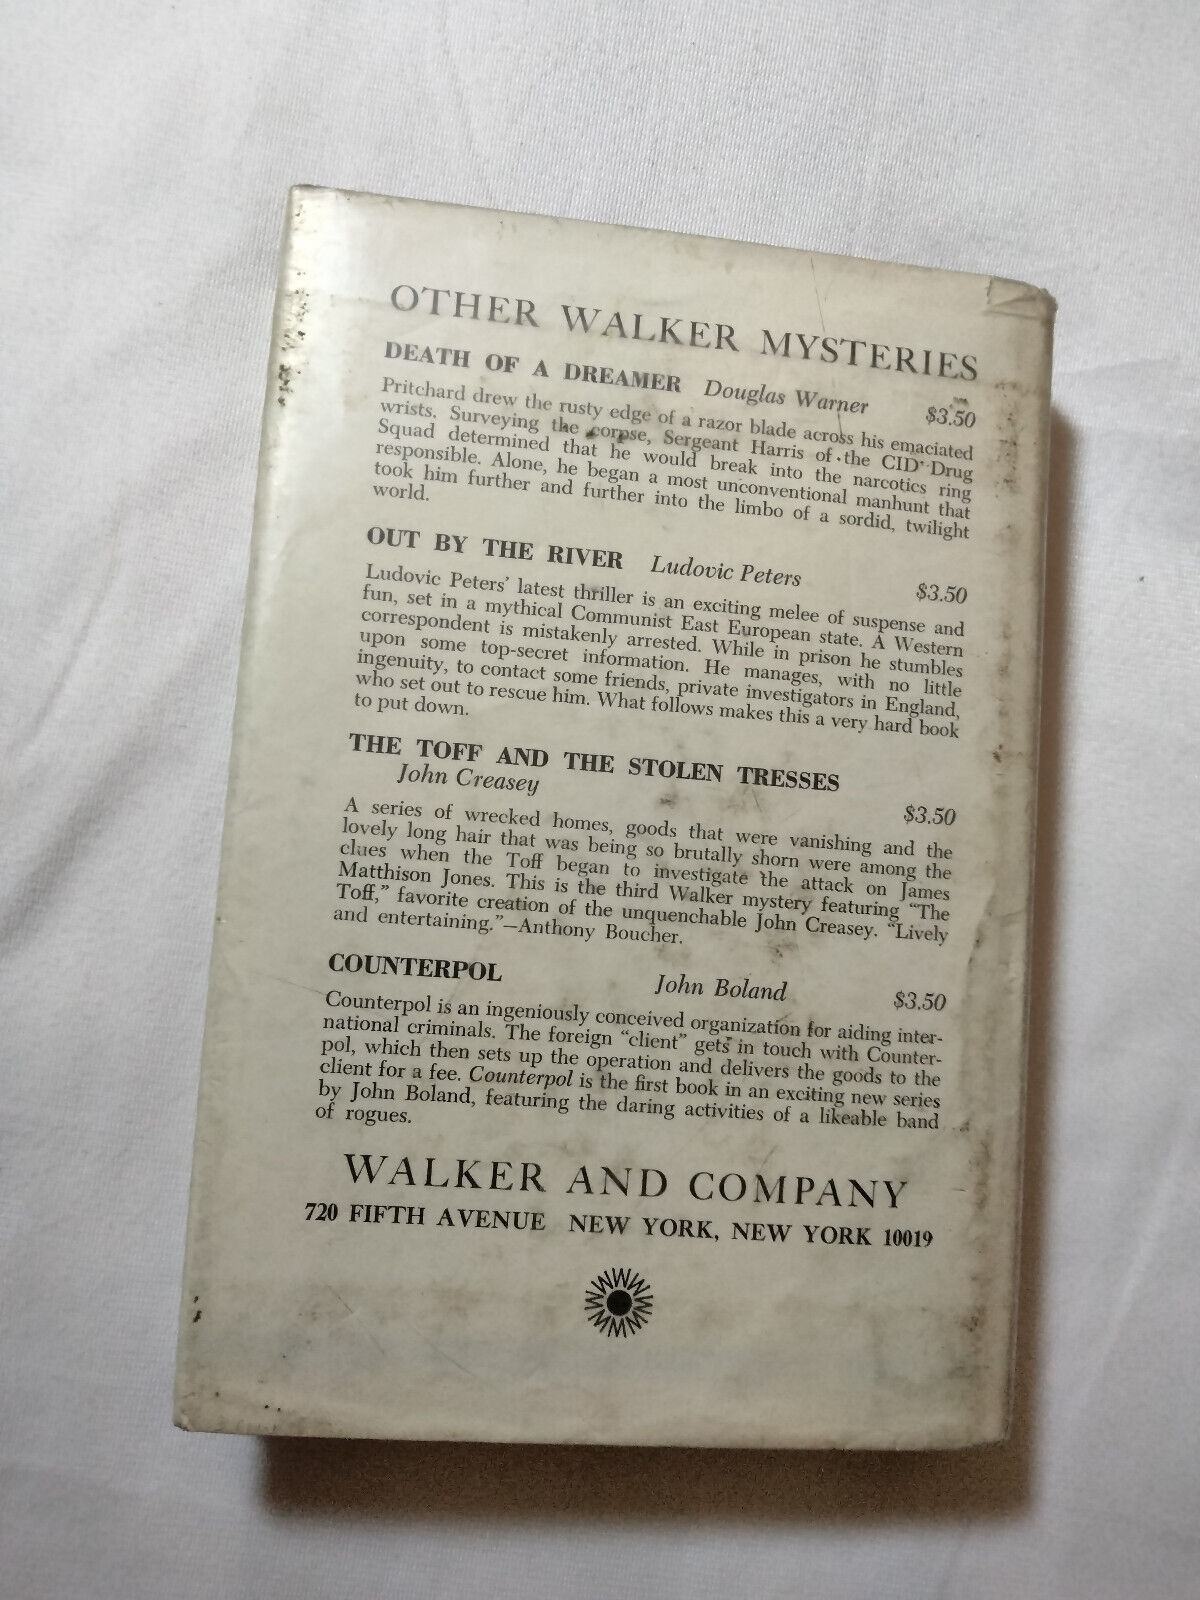 OTHER WALKER MYSTERIES
DEATH OF A DREAMER Douglas Warner $3.50
Pritchard drew the rusty edge of a razor blade across his emaciated
wrists. Surveying the corpse, Sergeant Harris of the CID Drug
Squad determined that he would break into the narcotics ring
responsible. Alone, he began a most unconventional manhunt that
took him further and further into the limbo of a sordid, twilight
world.
OUT BY THE RIVER Ludovic Peters $3.50
Ludovic Peters' latest thriller is an exciting melee of suspense and
fun, set in a mythical Communist East European state. A Western
correspondent is mistakenly arrested. While in prison he stumbles
upon some top-secret information. He manages, with no little
ingenuity, to contact some friends, private investigators in England,
who set out to rescue him. What follows makes this a very hard book
to put down.
THE TOFF AND THE STOLEN TRESSES
John Creasey $3.50
A series of wrecked homes, goods that were vanishing and the
lovely long hair that was being so brutally shorn were among the
clues when the Toff began to investigate the attack on James
Matthison Jones. This is the third Walker mystery featuring "The
Toff," favorite creation of the unquenchable John Creasey. "Lively
and entertaining."—Anthony Boucher.
COUNTERPOL John Boland $3.50
Counterpol is an ingeniously conceived organization for aiding inter-
national criminals. The foreign "client" gets in touch with Counter-
pol, which then sets up the operation and delivers the goods to the
client for a fee. Counterpol is the first book in an exciting new series
by John Boland, featuring the daring activities of a likeable band
of rogues.
WALKER AND COMPANY
720 FIFTH AVENUE NEW YORK, NEW YORK 10019